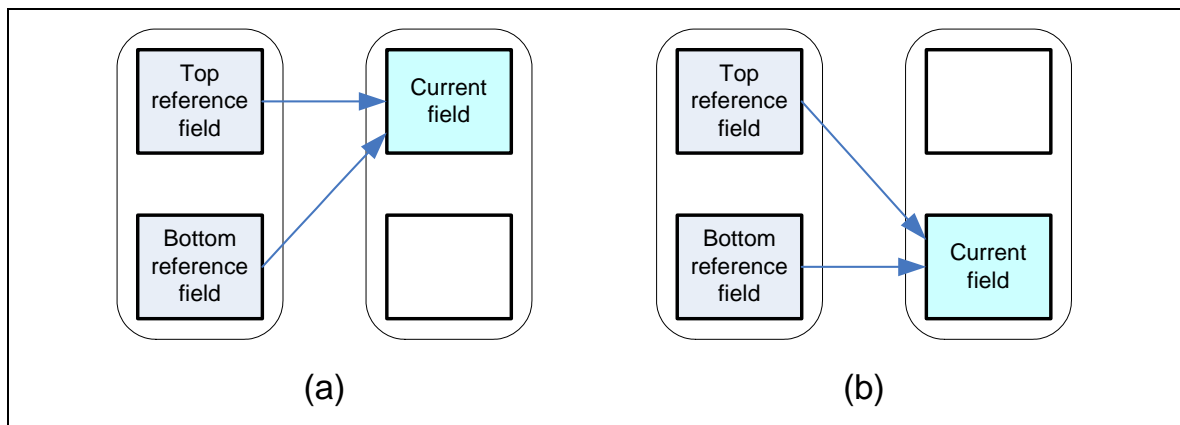 Top
reference
field
Current
field
Bottom
reference
field
(a)
Top
reference
field
Bottom
reference
field
Current
field
(b)